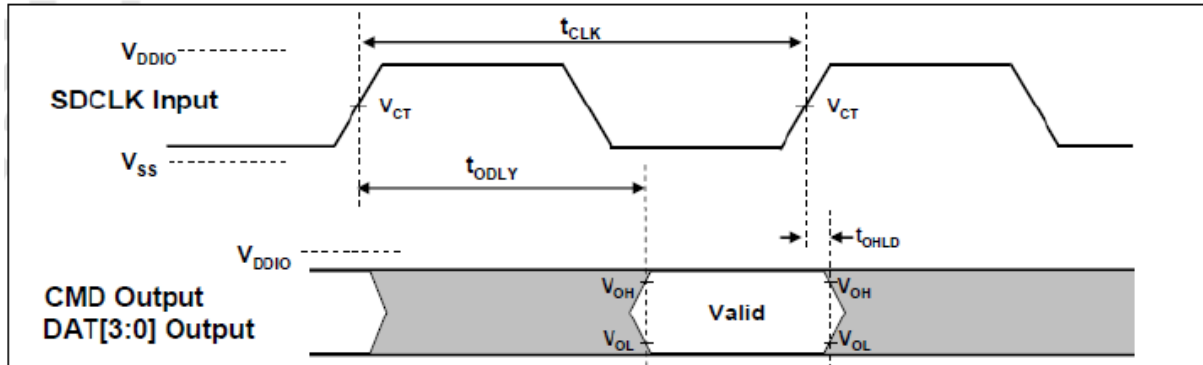 tCLK
VDDIO
SDCLK Input
VCT
VCT
VSS
tODLY
VDDIO
tOHLD
CMD Output
DAT[3:0] Output
VOH
Valid
VOH
VOL
VOL